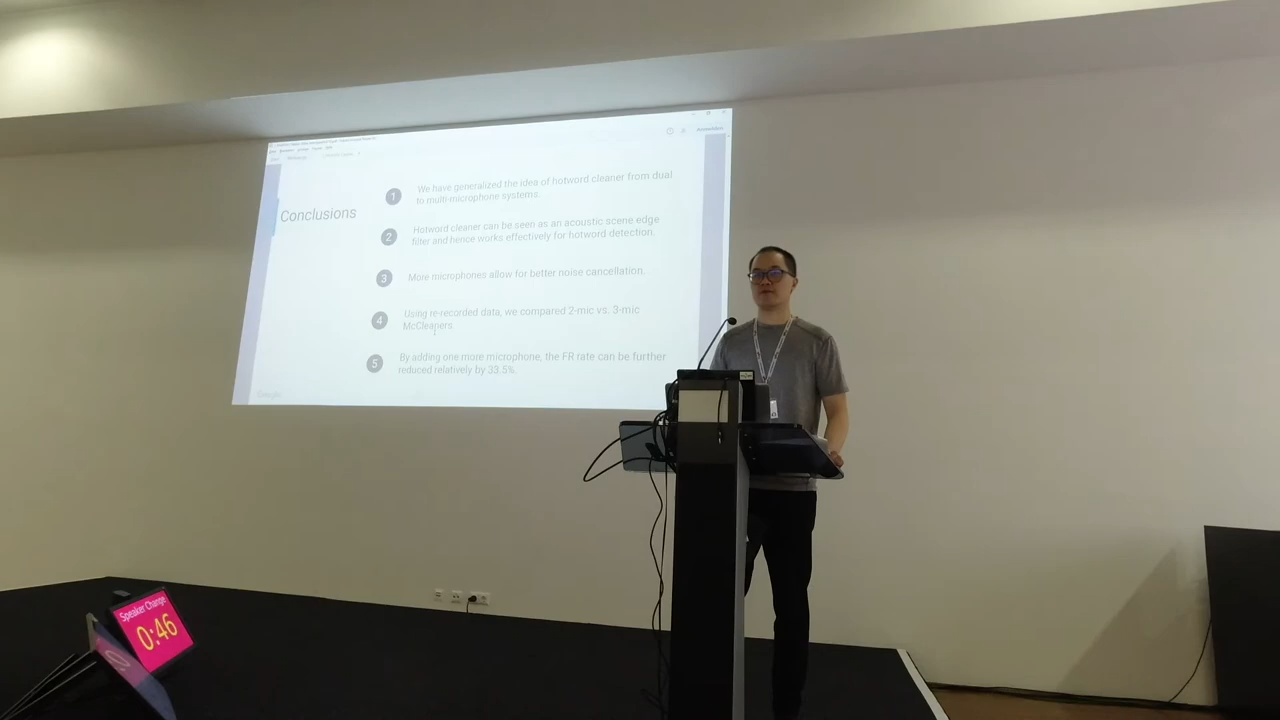 Conclusions
1
We have generalized the idea of hotword cleaner from dual
to multi-microphone systems.
2
Hotword cleaner can be seen as an acoustic scene edge
filter and hence works effectively for hotword detection.
3
More microphones allow for better noise cancellation.
4
Using re-recorded data, we compared 2-mic vs. 3-mic
McCleaners.
5
By adding one more microphone, the FR rate can be further
reduced relatively by 33.5%.
Speaker Change
0:46